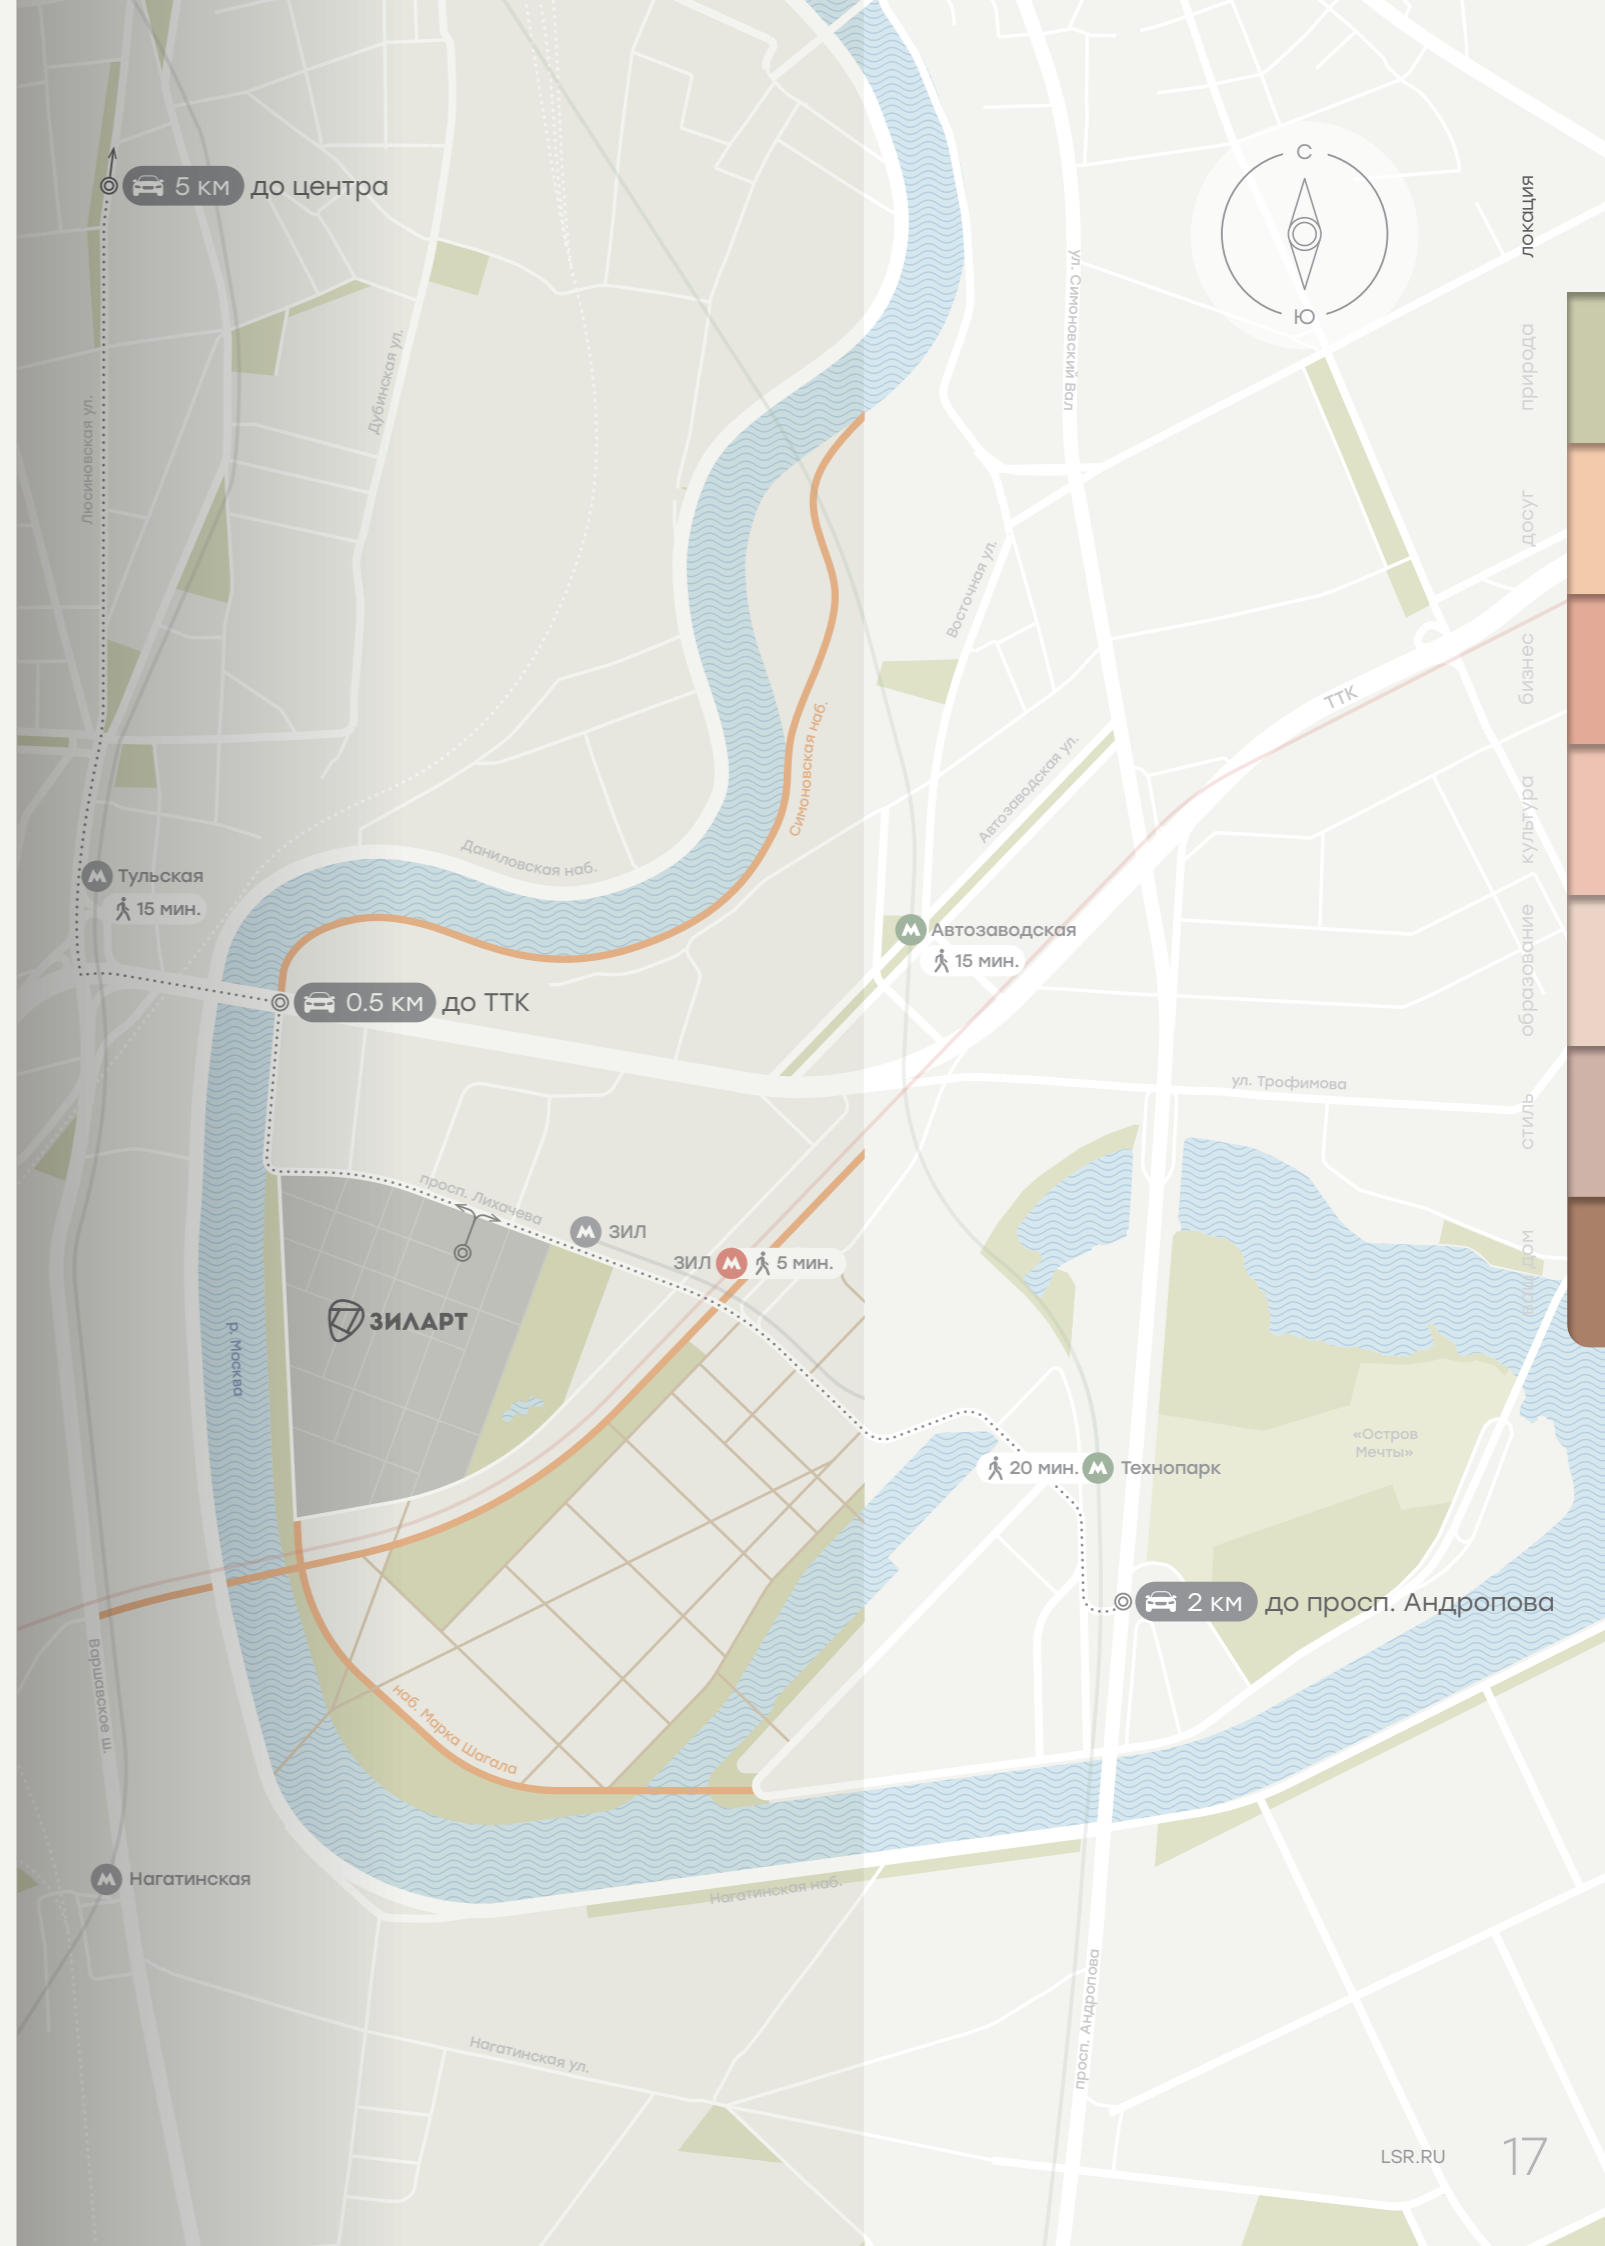 С
Ю
локация
природа
досуг
бизнес
культура
образование
стиль
ваш дом
5 км до центра
Люсиновская ул.
Дубининская ул.
ул. Симоновский Вал
Восточная ул.
ТТК
Симоновская наб.
Автозаводская ул.
Даниловская наб.
Тульская
15 мин.
Автозаводская
15 мин.
0.5 км до ТТК
ул. Трофимова
просп. Лихачева
ЗИЛ
ЗИЛ 5 мин.
ЗИЛАРТ
р. Москва
«Остров
Мечты»
20 мин. Технопарк
2 км до просп. Андропова
Варшавское ш.
наб. Марка Шагала
Нагатинская
Нагатинская наб.
просп. Андропова
Нагатинская ул.
LSR.RU
17